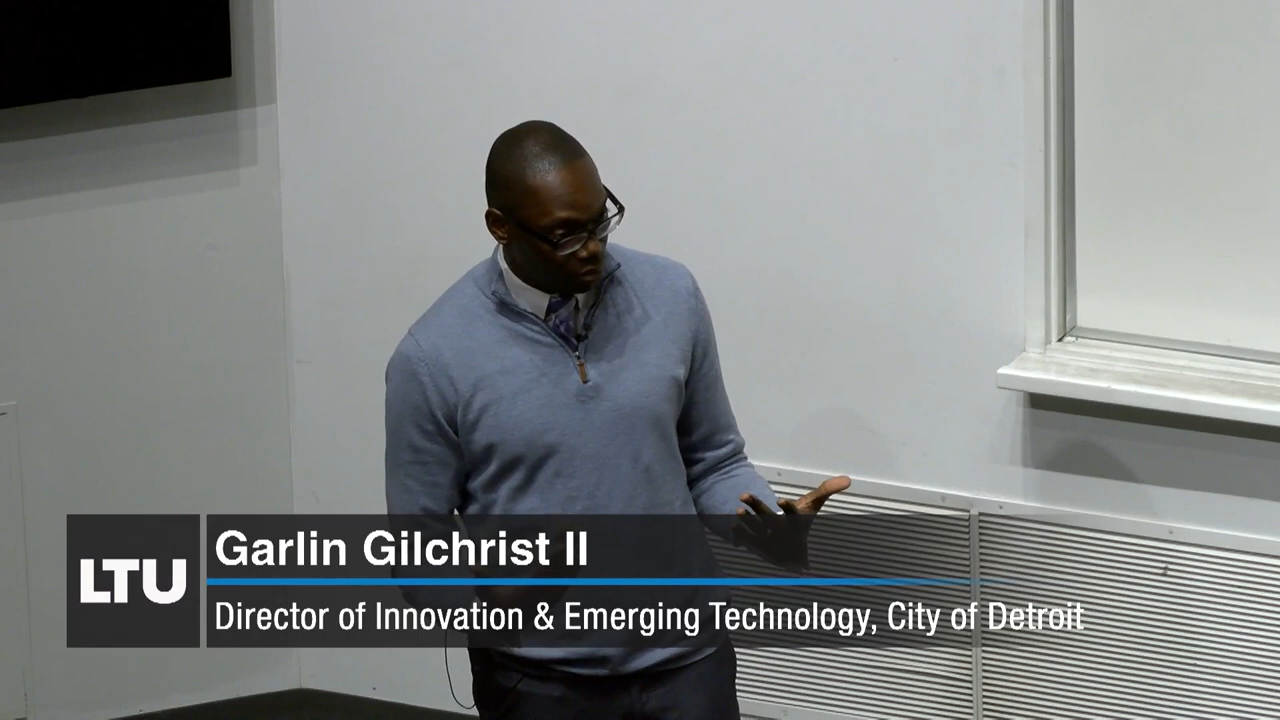 Garlin Gilchrist II
LTU
Director of Innovation & Emerging Technology, City of Detroit